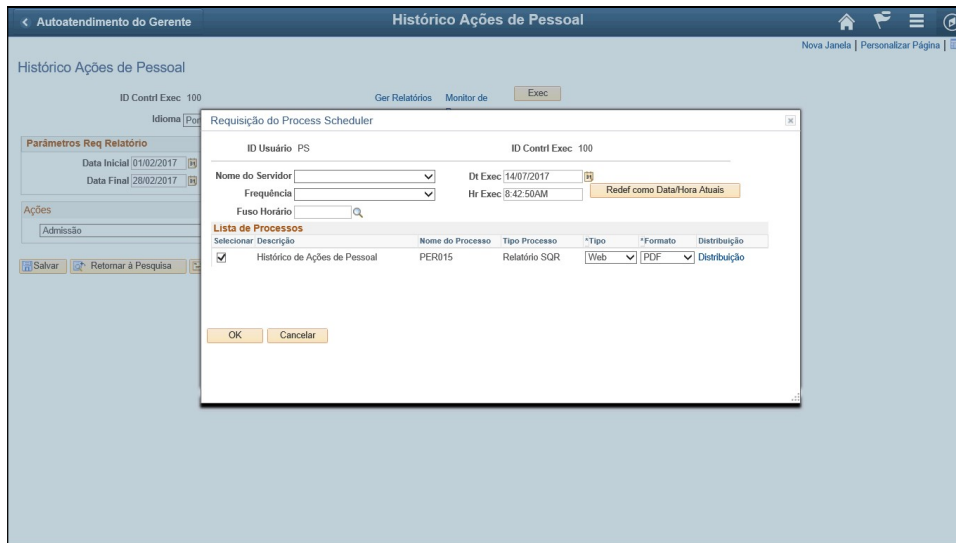 Autoatendimento do Gerente
Histórico Ações de Pessoal
Nova Janela | Personalizar Página |
Histórico Ações de Pessoal
ID Contrl Exec 100 Ger Relatórios Monitor de Exec
Idioma Por
Requisição do Process Scheduler
Parâmetros Req Relatório
Data Inicial 01/02/2017
Data Final 28/02/2017
Ações
Admissão
Salvar Retornar à Pesquisa
ID Usuário PS ID Contrl Exec 100
Nome do Servidor Dt Exec 14/07/2017
Frequência Hr Exec 8:42:50AM Redef como Data/Hora Atuais
Fuso Horário
Lista de Processos
Selecionar Descrição Nome do Processo Tipo Processo *Tipo *Formato Distribuição
Histórico de Ações de Pessoal PER015 Relatório SQR Web PDF Distribuição
OK Cancelar